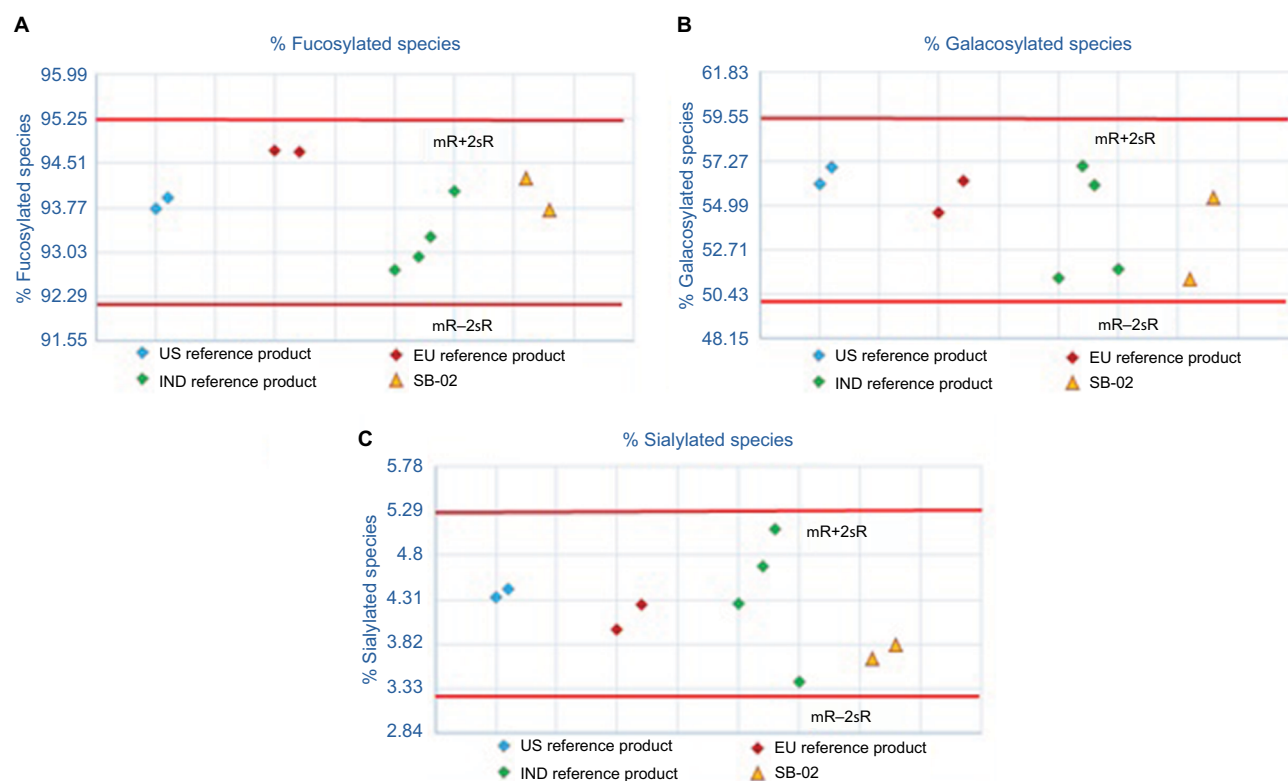 A
% Fucosylated species
% Fucosylated species
95.99
95.25
94.51
93.77
93.03
92.29
91.55
mR+2sR
mR–2sR
US reference product
EU reference product
IND reference product
SB-02
B
% Galacosylated species
% Galacosylated species
61.83
59.55
57.27
54.99
52.71
50.43
48.15
mR+2sR
mR–2sR
US reference product
EU reference product
IND reference product
SB-02
C
% Sialylated species
% Sialylated species
5.78
5.29
4.8
4.31
3.82
3.33
2.84
mR+2sR
mR–2sR
US reference product
EU reference product
IND reference product
SB-02